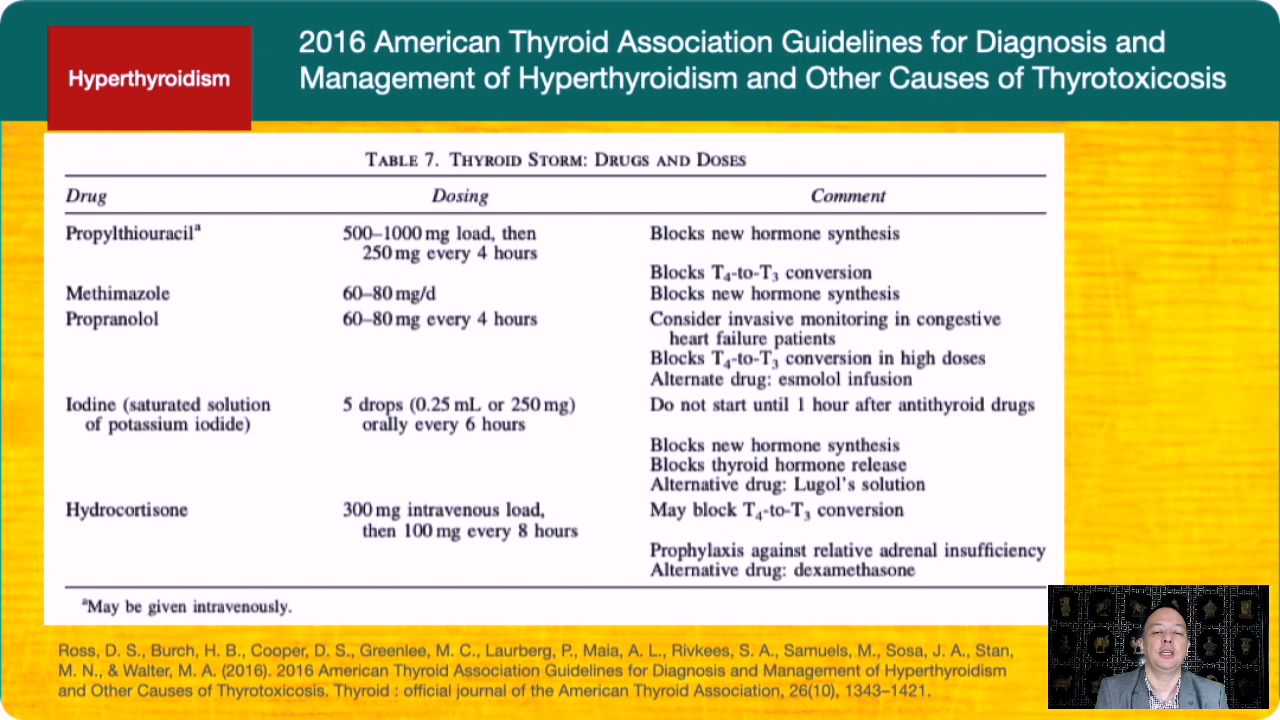 Hyperthyroidism
2016 American Thyroid Association Guidelines for Diagnosis and
Management of Hyperthyroidism and Other Causes of Thyrotoxicosis
TABLE 7. THYROID STORM: DRUGS AND DOSES
Drug Dosing Comment
Propylthiouracilᵃ 500–1000 mg load, then Blocks new hormone synthesis
250 mg every 4 hours
Blocks T₄-to-T₃ conversion
Methimazole 60–80 mg/d Blocks new hormone synthesis
Propranolol 60–80 mg every 4 hours Consider invasive monitoring in congestive
heart failure patients
Blocks T₄-to-T₃ conversion in high doses
Alternate drug: esmolol infusion
Iodine (saturated solution 5 drops (0.25 mL or 250 mg) Do not start until 1 hour after antithyroid drugs
of potassium iodide) orally every 6 hours
Blocks new hormone synthesis
Blocks thyroid hormone release
Alternative drug: Lugol's solution
Hydrocortisone 300 mg intravenous load, May block T₄-to-T₃ conversion
then 100 mg every 8 hours
Prophylaxis against relative adrenal insufficiency
Alternative drug: dexamethasone
ᵃMay be given intravenously.
Ross, D. S., Burch, H. B., Cooper, D. S., Greenlee, M. C., Laurberg, P., Maia, A. L., Rivkees, S. A., Samuels, M., Sosa, J. A., Stan,
M. N., & Walter, M. A. (2016). 2016 American Thyroid Association Guidelines for Diagnosis and Management of Hyperthyroidism
and Other Causes of Thyrotoxicosis. Thyroid : official journal of the American Thyroid Association, 26(10), 1343–1421.